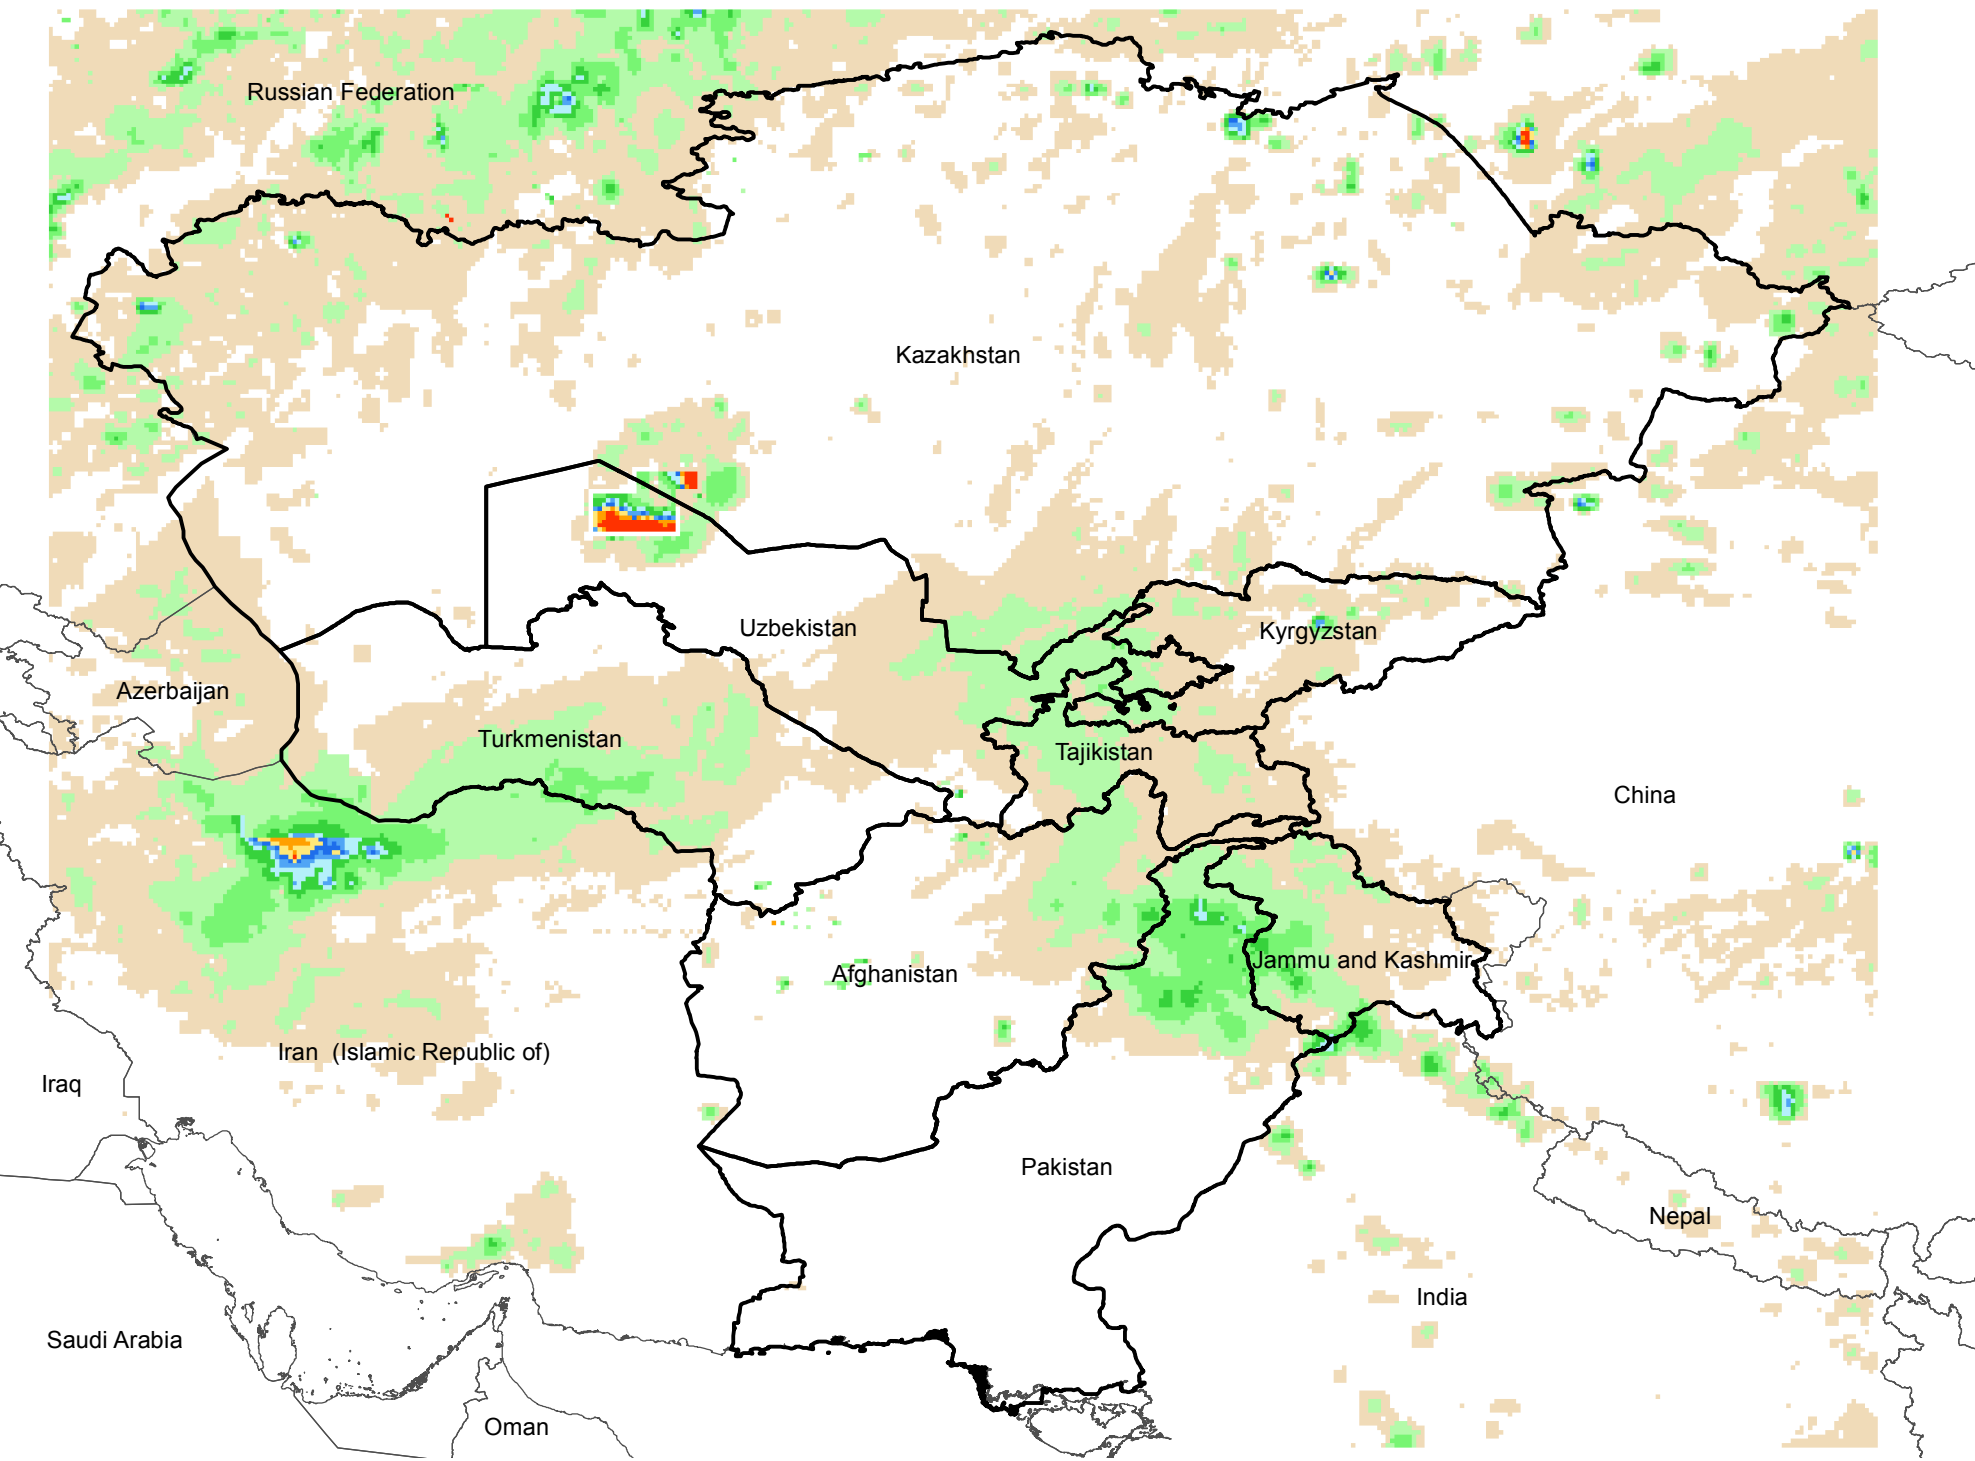 Russian Federation
Kazakhstan
Uzbekistan
Kyrgyzstan
Azerbaijan
Turkmenistan
Tajikistan
China
Afghanistan
Jammu and Kashmir
Iran (Islamic Republic of)
Iraq
Pakistan
Nepal
India
Saudi Arabia
Oman